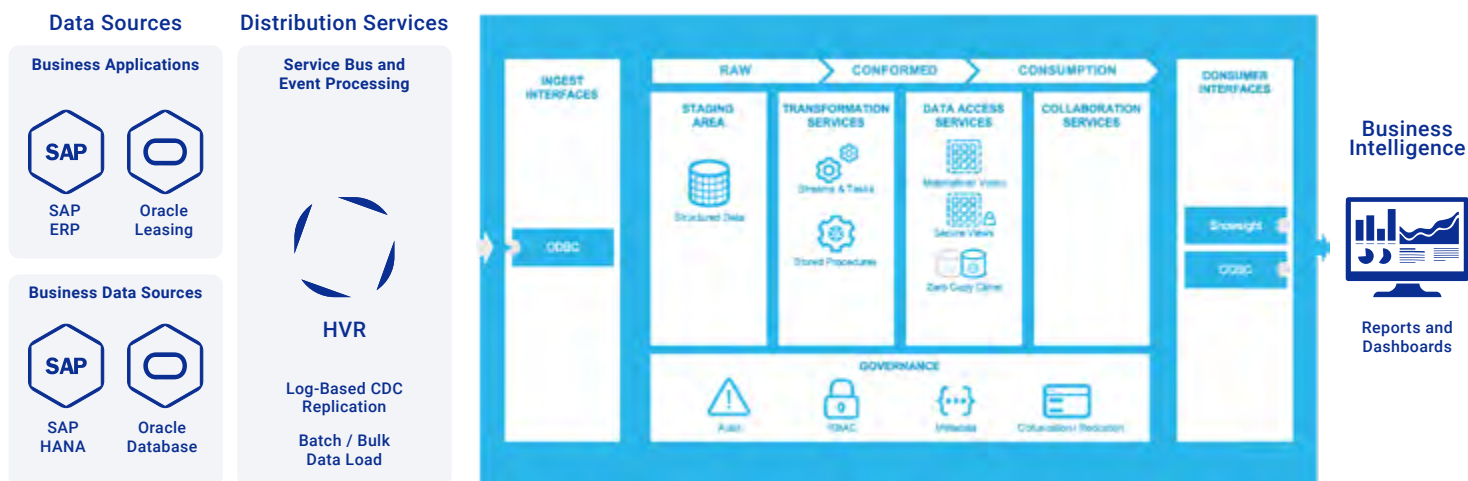 Data Sources
Business Applications
SAP
SAP
ERP
Oracle
Leasing
Business Data Sources
SAP
SAP
HANA
Oracle
Database
Distribution Services
Service Bus and
Event Processing
HVR
Log-Based CDC
Replication
Batch / Bulk
Data Load
INGEST
INTERFACES
ODBC
RAW
CONFORMED
CONSUMPTION
STAGING
AREA
Structured Data
TRANSFORMATION
SERVICES
Streams & Tasks
Stored Procedures
DATA ACCESS
SERVICES
Materialized Views
Secure Views
Zero Copy Clone
COLLABORATION
SERVICES
GOVERNANCE
Audit
RBAC
Metadata
CONSUMER
INTERFACES
Snowsight
ODBC
Business
Intelligence
Reports and
Dashboards